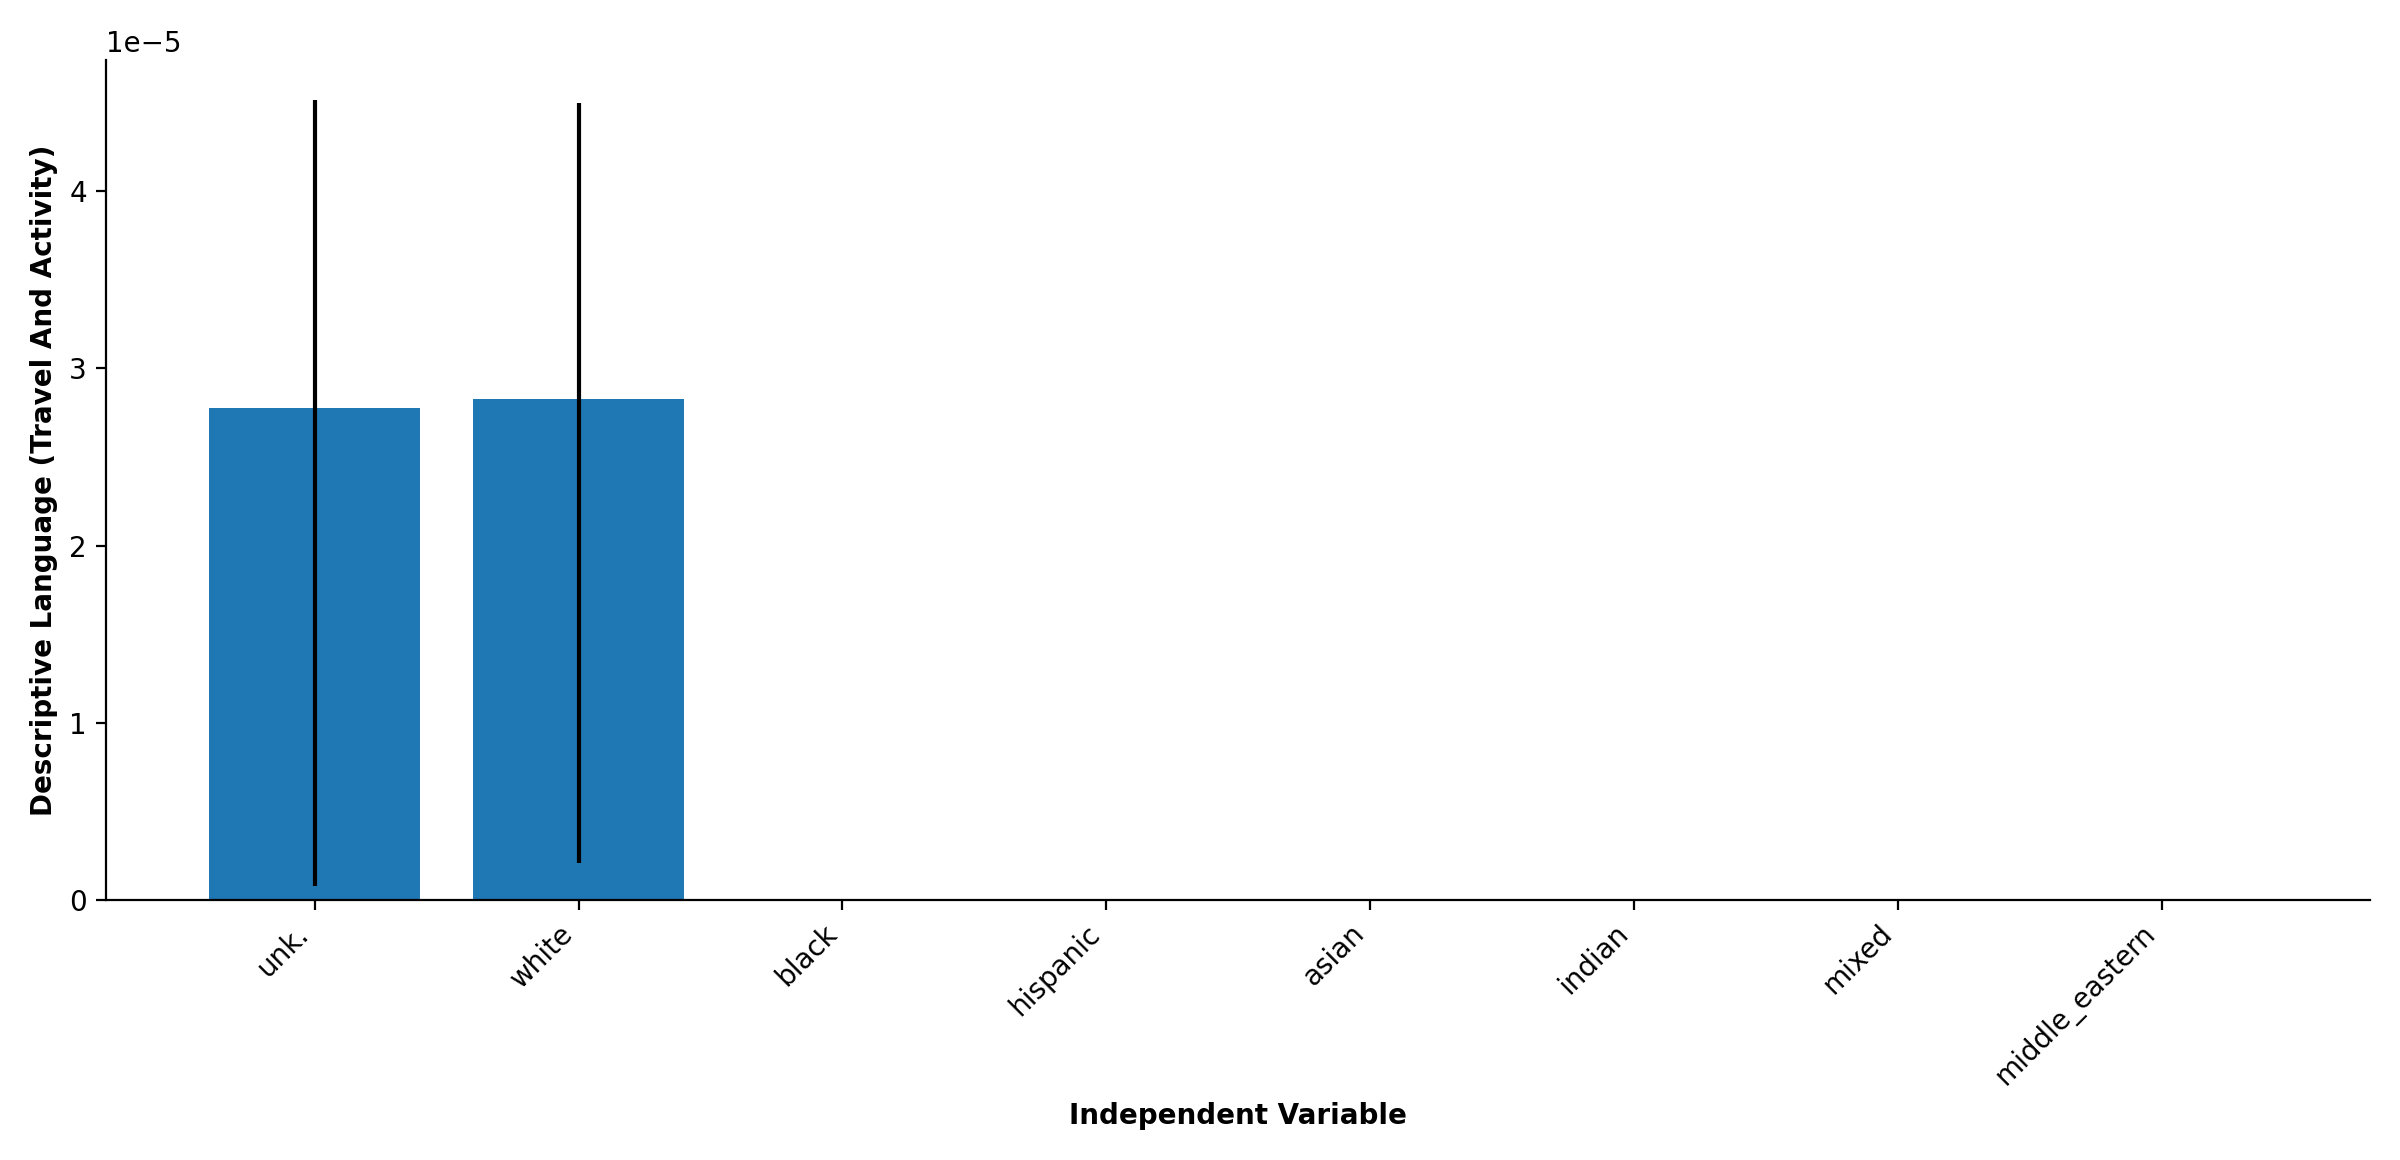 1e−5
Descriptive Language (Travel And Activity)
4
3
2
1
0
unk.
white
black
hispanic
asian
indian
mixed
middle_eastern
Independent Variable